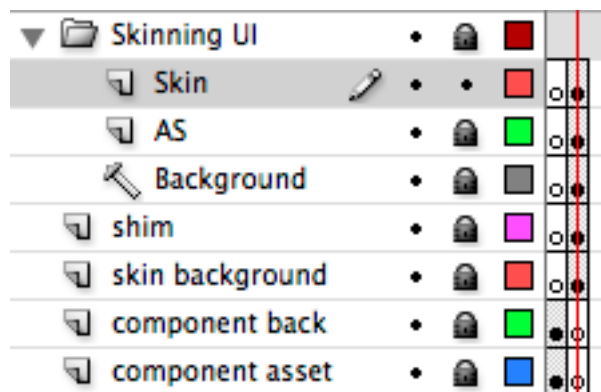 Skinning UI
Skin
AS
Background
shim
skin background
component back
component asset